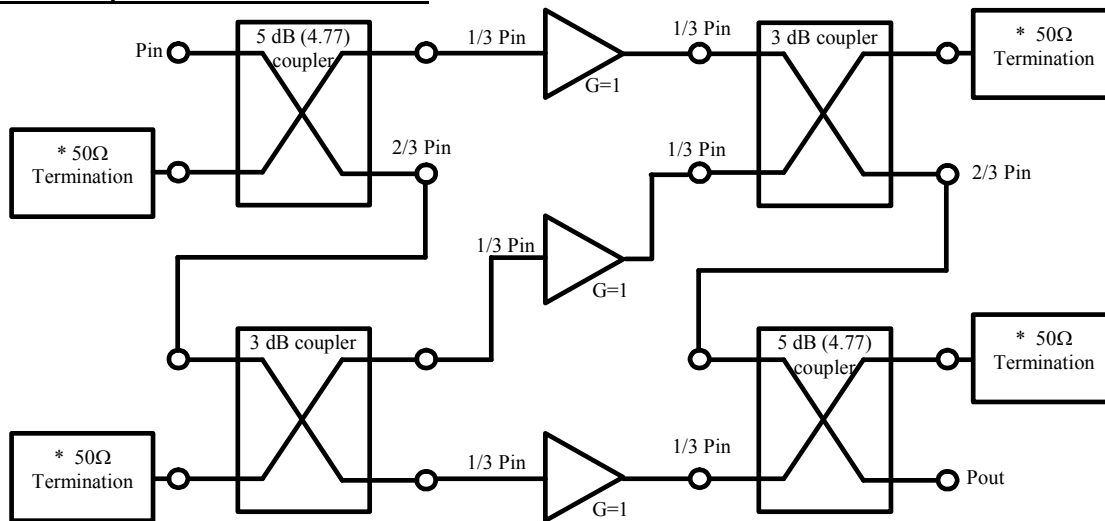 Pin
5 dB (4.77)
coupler
1/3 Pin
G=1
1/3 Pin
3 dB coupler
* 50Ω
Termination
* 50Ω
Termination
2/3 Pin
1/3 Pin
2/3 Pin
1/3 Pin
G=1
3 dB coupler
5 dB (4.77)
coupler
* 50Ω
Termination
* 50Ω
Termination
1/3 Pin
G=1
1/3 Pin
Pout